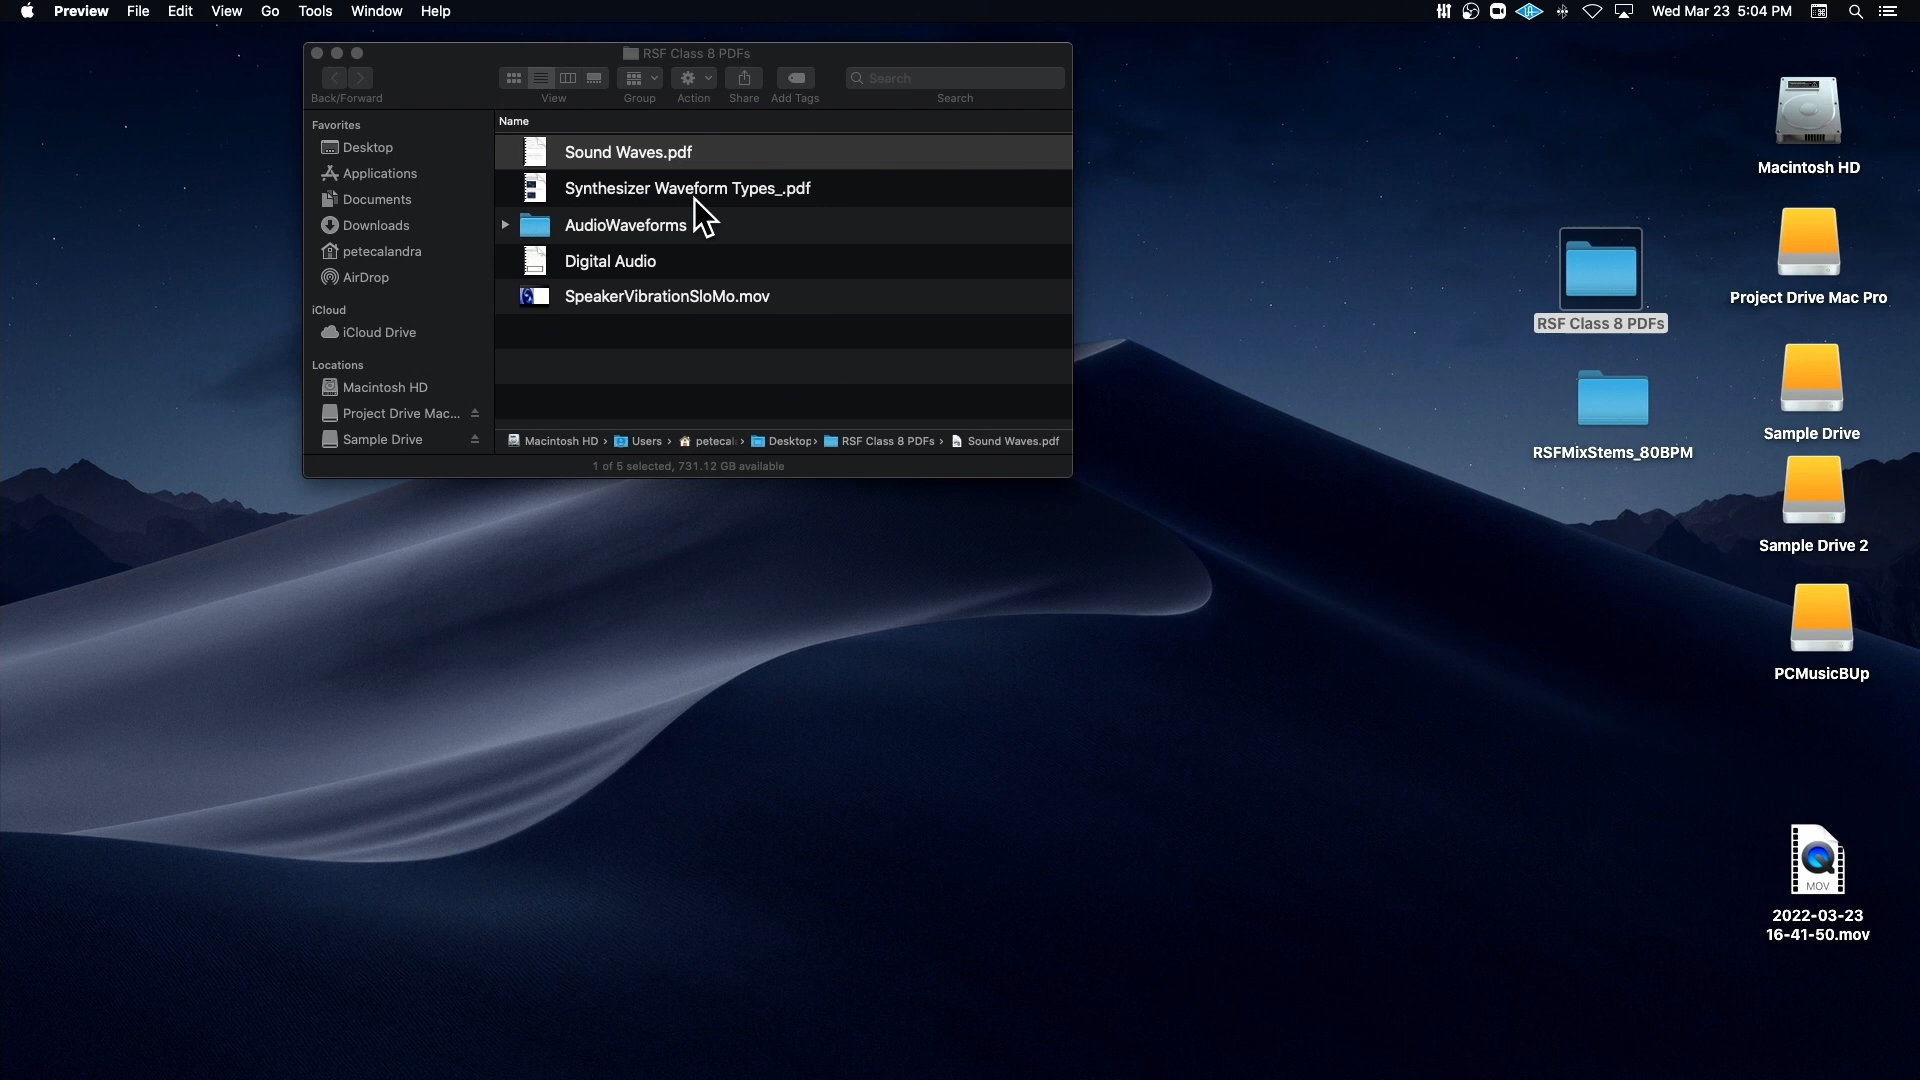 Preview File Edit View Go Tools Window Help
Wed Mar 23 5:04 PM
RSF Class 8 PDFs
Search
Back/Forward
View Group Action Share Add Tags Search
Favorites
Desktop
Applications
Documents
Downloads
petecalandra
AirDrop
iCloud
iCloud Drive
Locations
Macintosh HD
Project Drive Mac...
Sample Drive
Name
Sound Waves.pdf
Synthesizer Waveform Types_.pdf
AudioWaveforms
Digital Audio
SpeakerVibrationSloMo.mov
Macintosh HD › Users › petecal › Desktop › RSF Class 8 PDFs › Sound Waves.pdf
1 of 5 selected, 731.12 GB available
Macintosh HD
Project Drive Mac Pro
RSF Class 8 PDFs
Sample Drive
RSFMixStems_80BPM
Sample Drive 2
PCMusicBUp
MOV
2022-03-23
16-41-50.mov